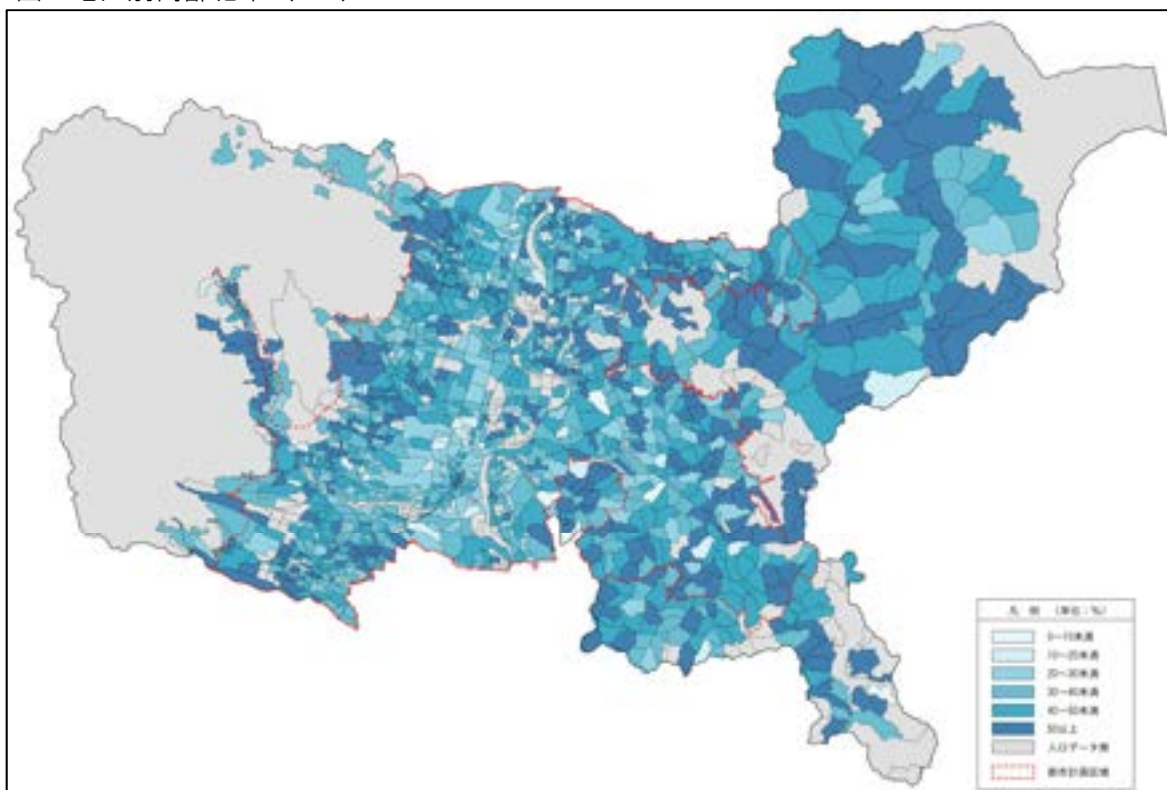 凡 例 (単位：%)
0～10未満
10～20未満
20～30未満
30～40未満
40～50未満
50以上
人口データ無
都市計画区域